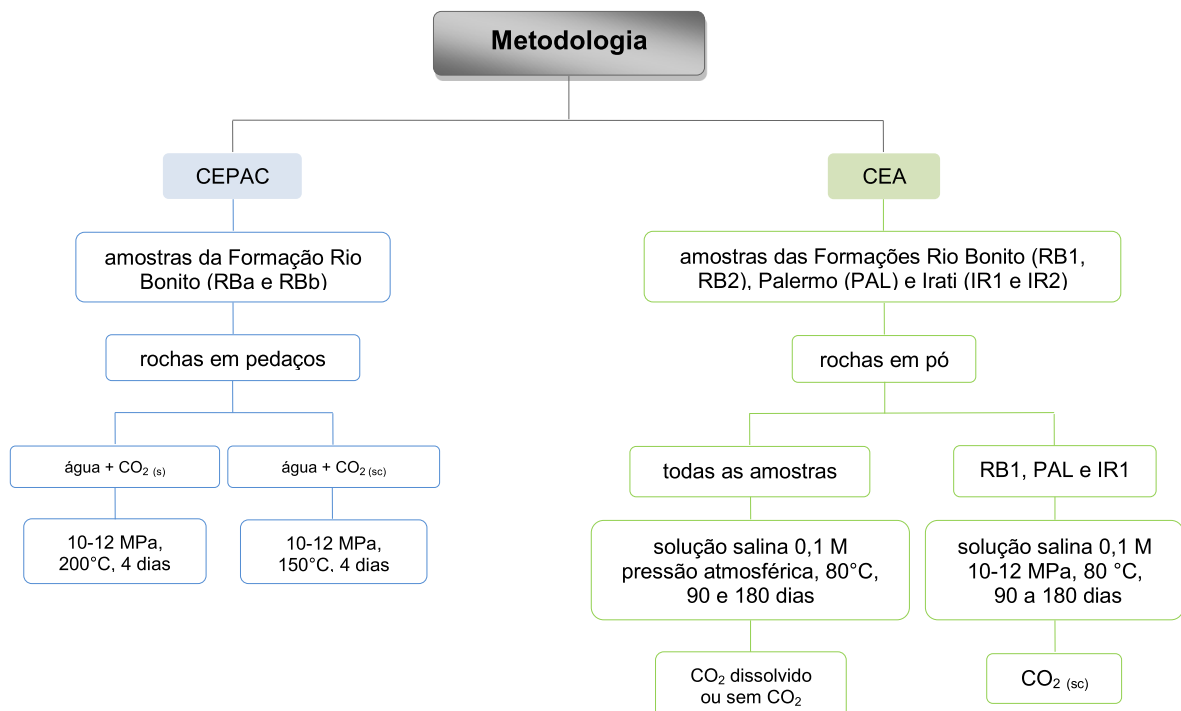 Metodologia
CEPAC
CEA
amostras da Formação Rio
Bonito (RBa e RBb)
amostras das Formações Rio Bonito (RB1,
RB2), Palermo (PAL) e Irati (IR1 e IR2)
rochas em pedaços
rochas em pó
água + CO₂ (s)
água + CO₂ (sc)
todas as amostras
RB1, PAL e IR1
10-12 MPa,
200°C, 4 dias
10-12 MPa,
150°C, 4 dias
solução salina 0,1 M
pressão atmosférica, 80°C,
90 e 180 dias
solução salina 0,1 M
10-12 MPa, 80 °C,
90 a 180 dias
CO₂ dissolvido
ou sem CO₂
CO₂ (sc)